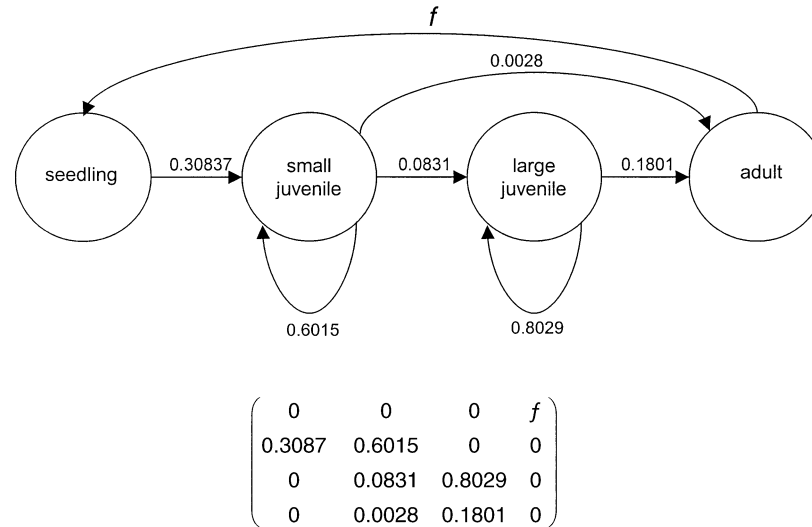 f
0.0028
seedling
0.30837
small
juvenile
0.0831
large
juvenile
0.1801
adult
0.6015
0.8029
0 0 0 f
0.3087 0.6015 0 0
0 0.0831 0.8029 0
0 0.0028 0.1801 0